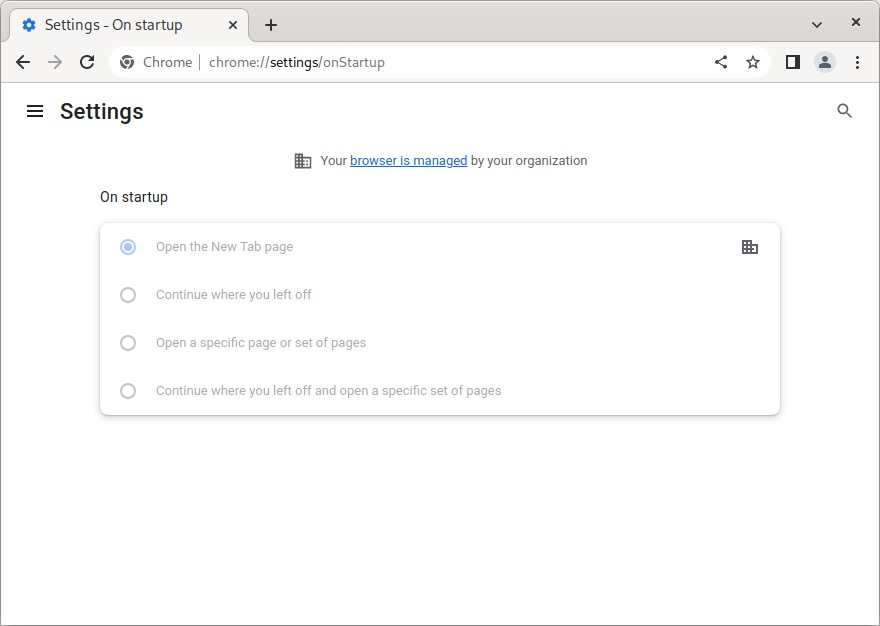 Settings - On startup
Chrome
chrome://settings/onStartup
Settings
Your browser is managed by your organization
On startup
Open the New Tab page
Continue where you left off
Open a specific page or set of pages
Continue where you left off and open a specific set of pages